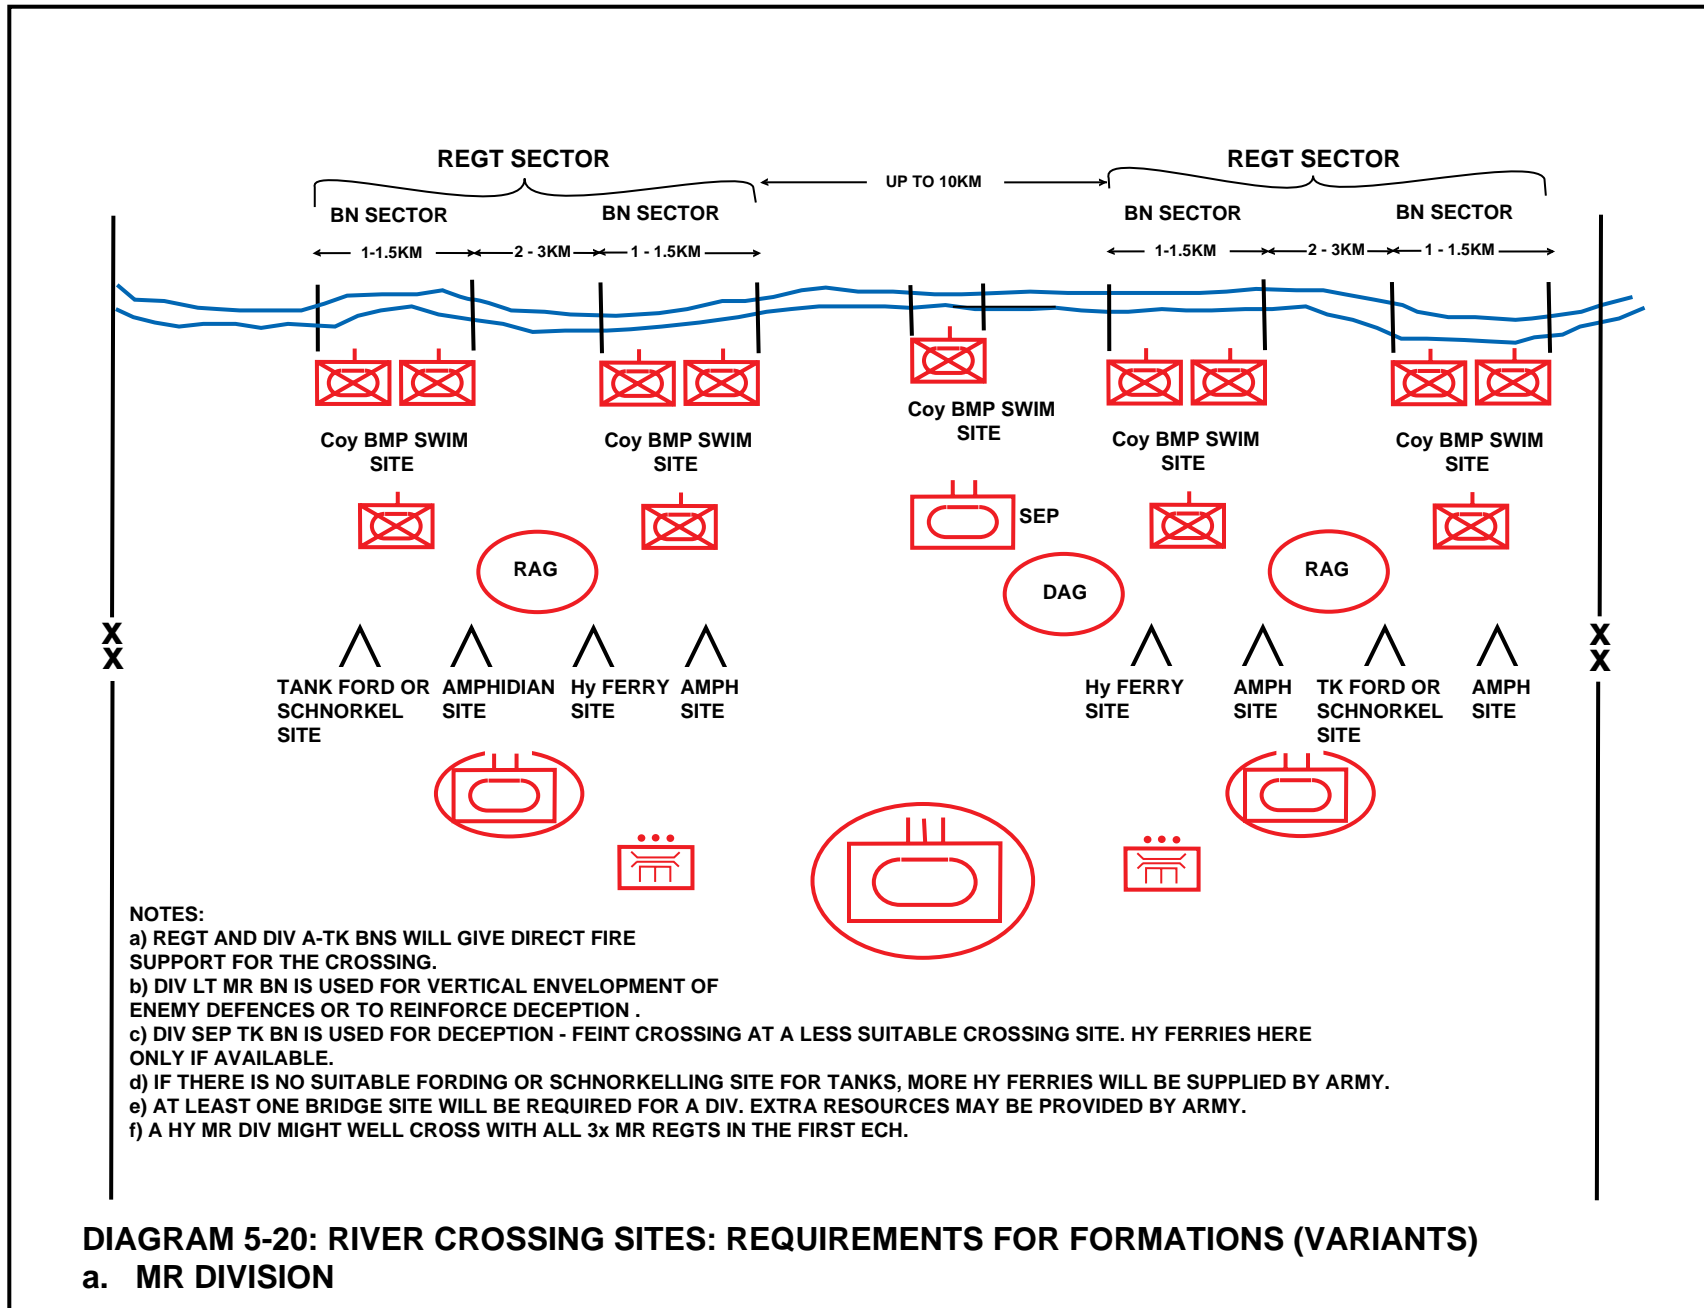 REGT SECTOR
REGT SECTOR
UP TO 10KM
BN SECTOR
BN SECTOR
BN SECTOR
BN SECTOR
1-1.5KM
2 - 3KM
1 - 1.5KM
1-1.5KM
2 - 3KM
1 - 1.5KM
Coy BMP SWIM
SITE
Coy BMP SWIM
SITE
Coy BMP SWIM
SITE
Coy BMP SWIM
SITE
Coy BMP SWIM
SITE
SEP
RAG
DAG
RAG
X
X
X
X
TANK FORD OR
SCHNORKEL
SITE
AMPHIDIAN
SITE
Hy FERRY
SITE
AMPH
SITE
Hy FERRY
SITE
AMPH
SITE
TK FORD OR
SCHNORKEL
SITE
AMPH
SITE
NOTES:
a) REGT AND DIV A-TK BNS WILL GIVE DIRECT FIRE
SUPPORT FOR THE CROSSING.
b) DIV LT MR BN IS USED FOR VERTICAL ENVELOPMENT OF
ENEMY DEFENCES OR TO REINFORCE DECEPTION .
c) DIV SEP TK BN IS USED FOR DECEPTION - FEINT CROSSING AT A LESS SUITABLE CROSSING SITE. HY FERRIES HERE
ONLY IF AVAILABLE.
d) IF THERE IS NO SUITABLE FORDING OR SCHNORKELLING SITE FOR TANKS, MORE HY FERRIES WILL BE SUPPLIED BY ARMY.
e) AT LEAST ONE BRIDGE SITE WILL BE REQUIRED FOR A DIV. EXTRA RESOURCES MAY BE PROVIDED BY ARMY.
f) A HY MR DIV MIGHT WELL CROSS WITH ALL 3x MR REGTS IN THE FIRST ECH.
DIAGRAM 5-20: RIVER CROSSING SITES: REQUIREMENTS FOR FORMATIONS (VARIANTS)
a. MR DIVISION